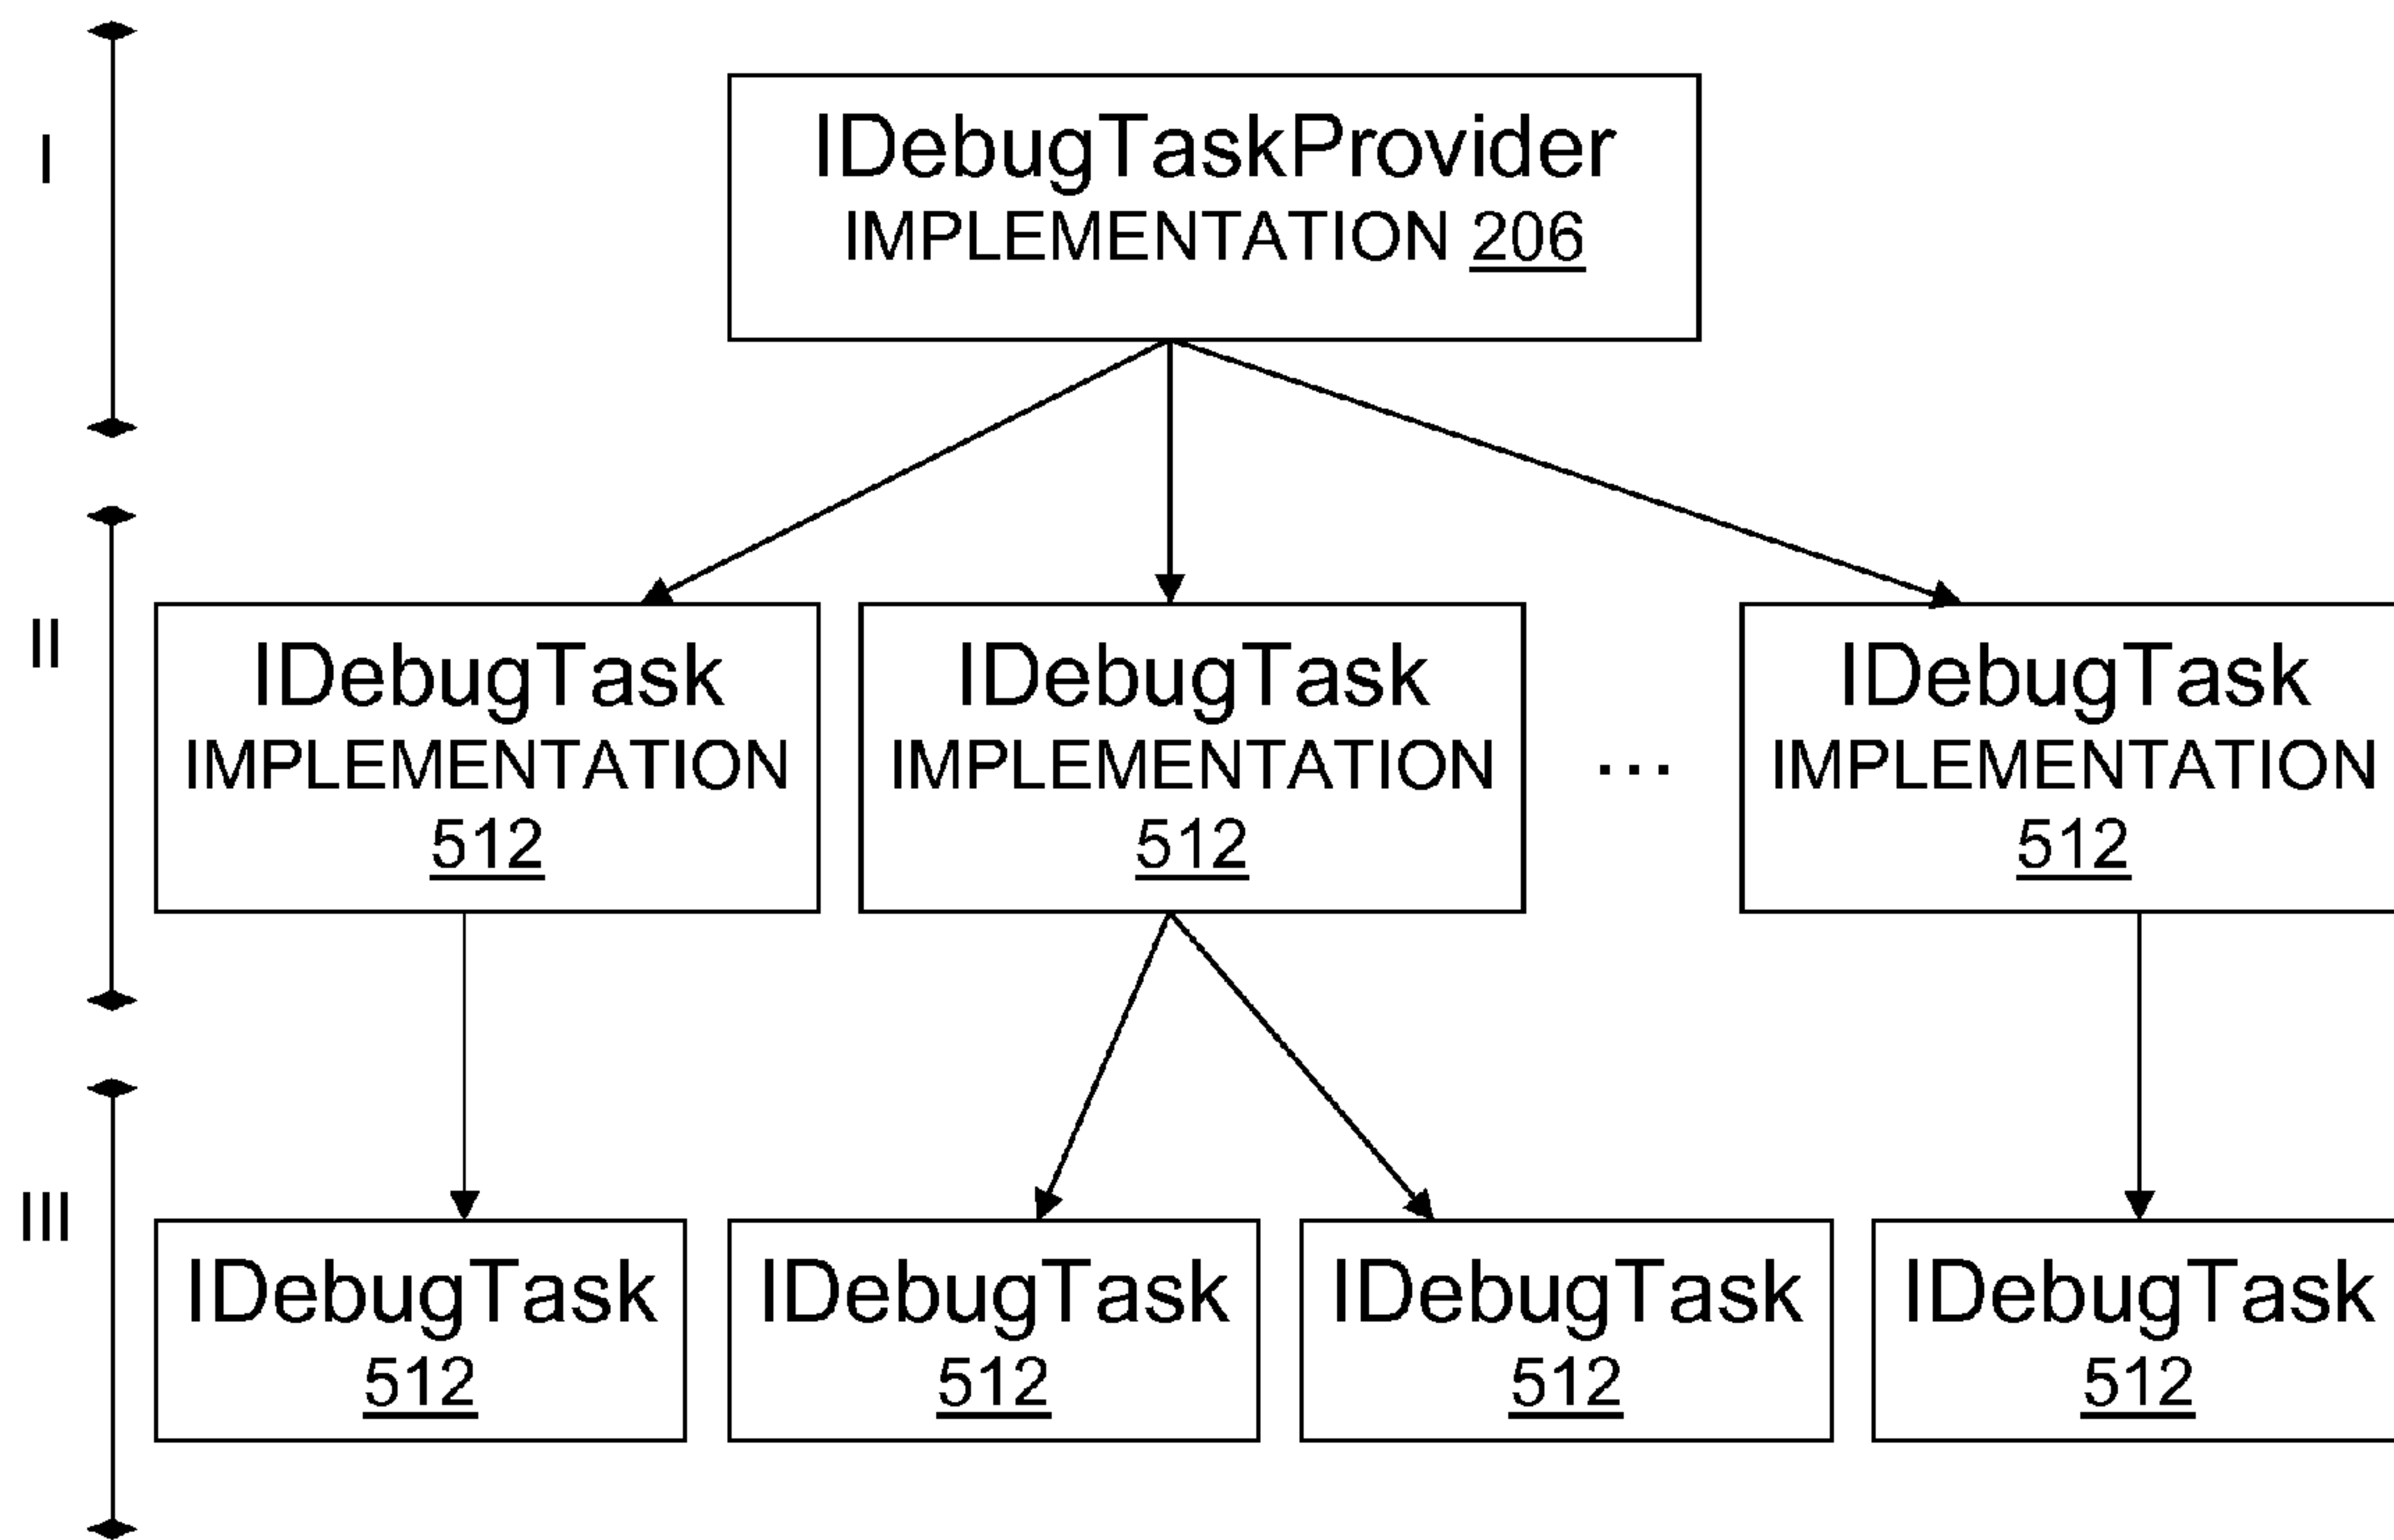 I
IDebugTaskProvider
IMPLEMENTATION 206
II
IDebugTask
IMPLEMENTATION
512
IDebugTask
IMPLEMENTATION
512
...
IDebugTask
IMPLEMENTATION
512
III
IDebugTask
512
IDebugTask
512
IDebugTask
512
IDebugTask
512